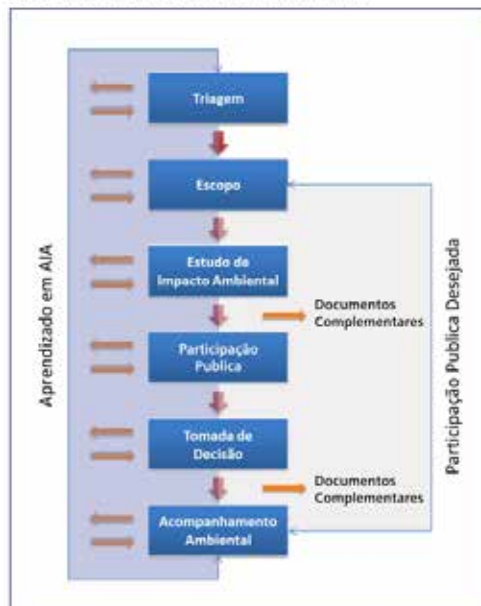 Triagem
Escopo
Estudo de
Impacto Ambiental
Documentos
Complementares
Participação
Publica
Tomada de
Decisão
Documentos
Complementares
Acompanhamento
Ambiental
Aprendizado em AIA
Participação Publica Desejada